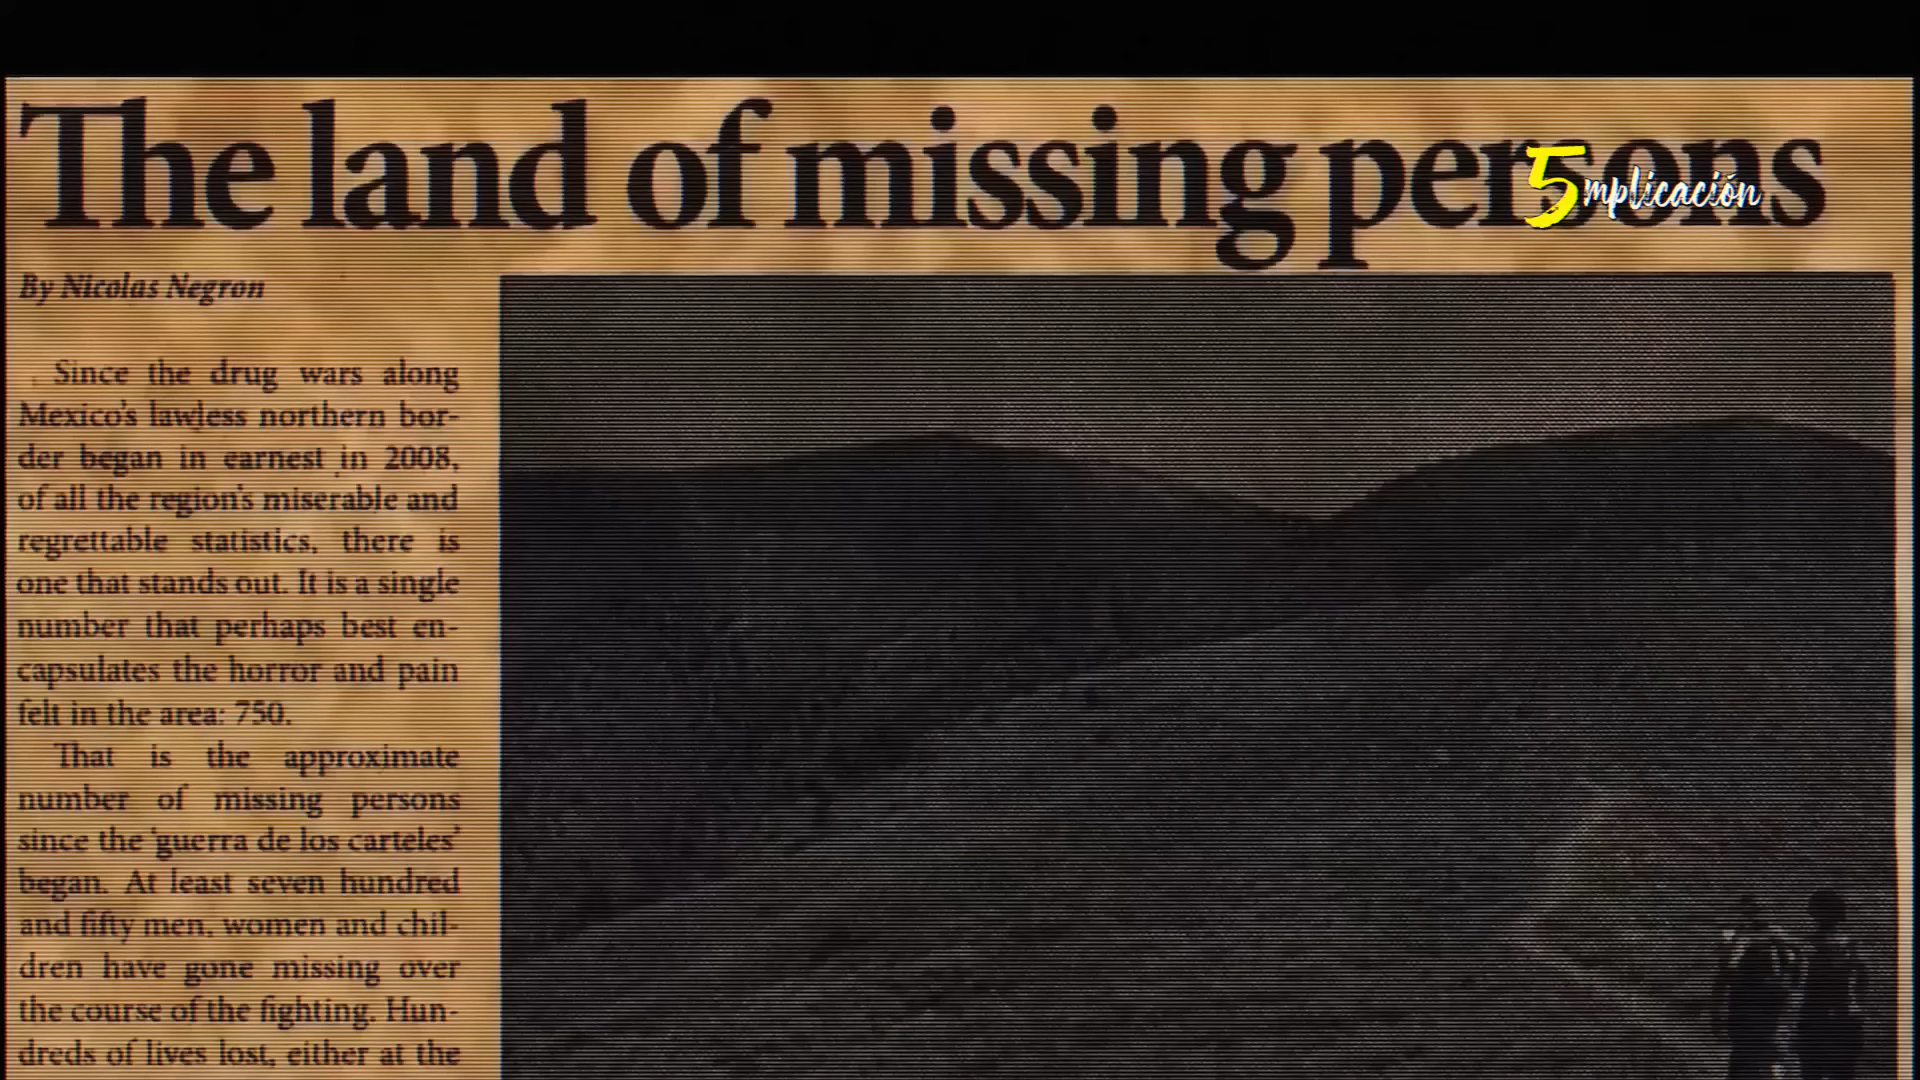 The land of missing persons
5mplicación
By Nicolas Negron
Since the drug wars along
Mexico's lawless northern bor-
der began in earnest in 2008,
of all the region's miserable and
regrettable statistics, there is
one that stands out. It is a single
number that perhaps best en-
capsulates the horror and pain
felt in the area: 750.
That is the approximate
number of missing persons
since the 'guerra de los carteles'
began. At least seven hundred
and fifty men, women and chil-
dren have gone missing over
the course of the fighting. Hun-
dreds of lives lost, either at the